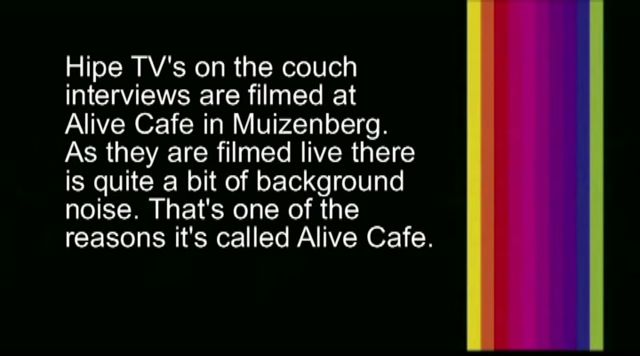 Hipe TV's on the couch
interviews are filmed at
Alive Cafe in Muizenberg.
As they are filmed live there
is quite a bit of background
noise. That's one of the
reasons it's called Alive Cafe.